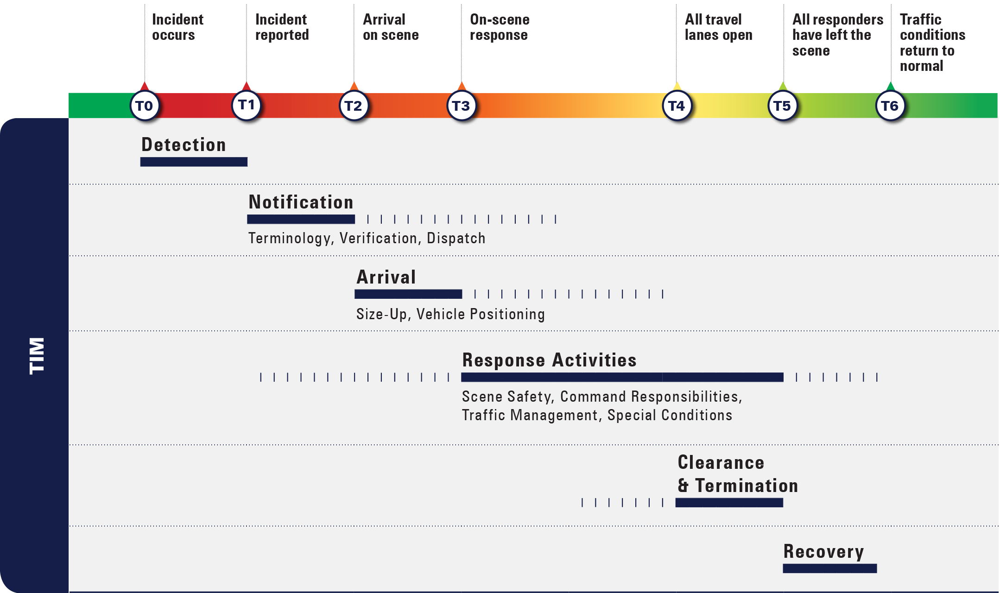 Incident
occurs
Incident
reported
Arrival
on scene
On-scene
response
All travel
lanes open
All responders
have left the
scene
Traffic
conditions
return to
normal
T0
T1
T2
T3
T4
T5
T6
TIM
Detection
Notification
Terminology, Verification, Dispatch
Arrival
Size-Up, Vehicle Positioning
Response Activities
Scene Safety, Command Responsibilities,
Traffic Management, Special Conditions
Clearance
& Termination
Recovery